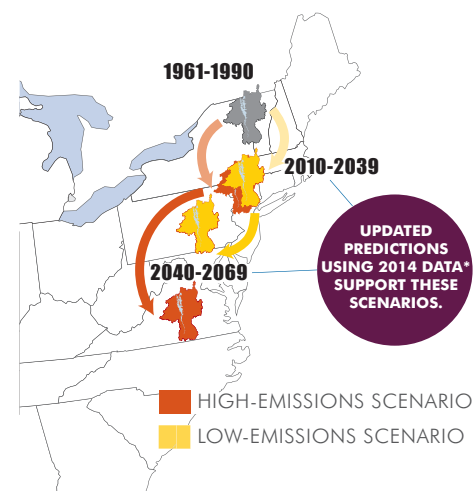 1961-1990
2010-2039
UPDATED
PREDICTIONS
USING 2014 DATA*
SUPPORT THESE
SCENARIOS.
2040-2069
HIGH-EMISSIONS SCENARIO
LOW-EMISSIONS SCENARIO